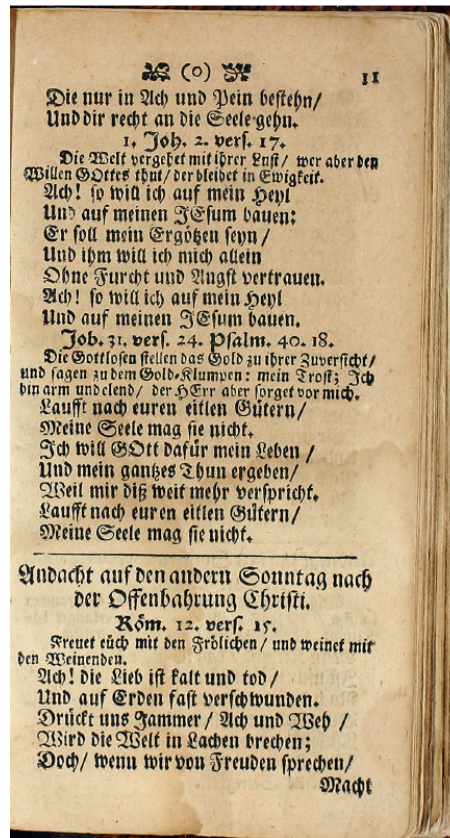 (0) 11
Die nur in Ach und Pein bestehn/
Und dir recht an die Seele gehn.
1. Joh. 2. vers. 17.
Die Welt vergehet mit ihrer Lust/ wer aber den
Willen GOttes thut/ der bleibet in Ewigkeit.
Ach! so will ich auf mein Heyl
Und auf meinen JEsum bauen:
Er soll mein Ergötzen seyn/
Und ihm will ich mich allein
Ohne Furcht und Angst vertrauen.
Ach! so will ich auf mein Heyl
Und auf meinen JEsum bauen.
Job. 31. vers. 24. Psalm. 40. 18.
Die Gottlosen stellen das Gold zu ihrer Zuversicht/
und sagen zu dem Gold-Klumpen: mein Trost; Ich
bin arm und elend/ der HErr aber sorget vor mich.
Laufft nach euren eitlen Gütern/
Meine Seele mag sie nicht.
Ich will GOtt dafür mein Leben /
Und mein gantzes Thun ergeben/
Weil mir diß weit mehr verspricht.
Laufft nach euren eitlen Gütern/
Meine Seele mag sie nicht.
Andacht auf den andern Sonntag nach
der Offenbahrung Christi.
Röm. 12. vers. 15.
Freuet euch mit den Frölichen/ und weinet mit
den Weinenden.
Ach! die Lieb ist kalt und tod/
Und auf Erden fast verschwunden.
Drückt uns Jammer/ Ach und Weh /
Wird die Welt in Lachen brechen;
Doch/ wenn wir von Freuden sprechen/
Macht